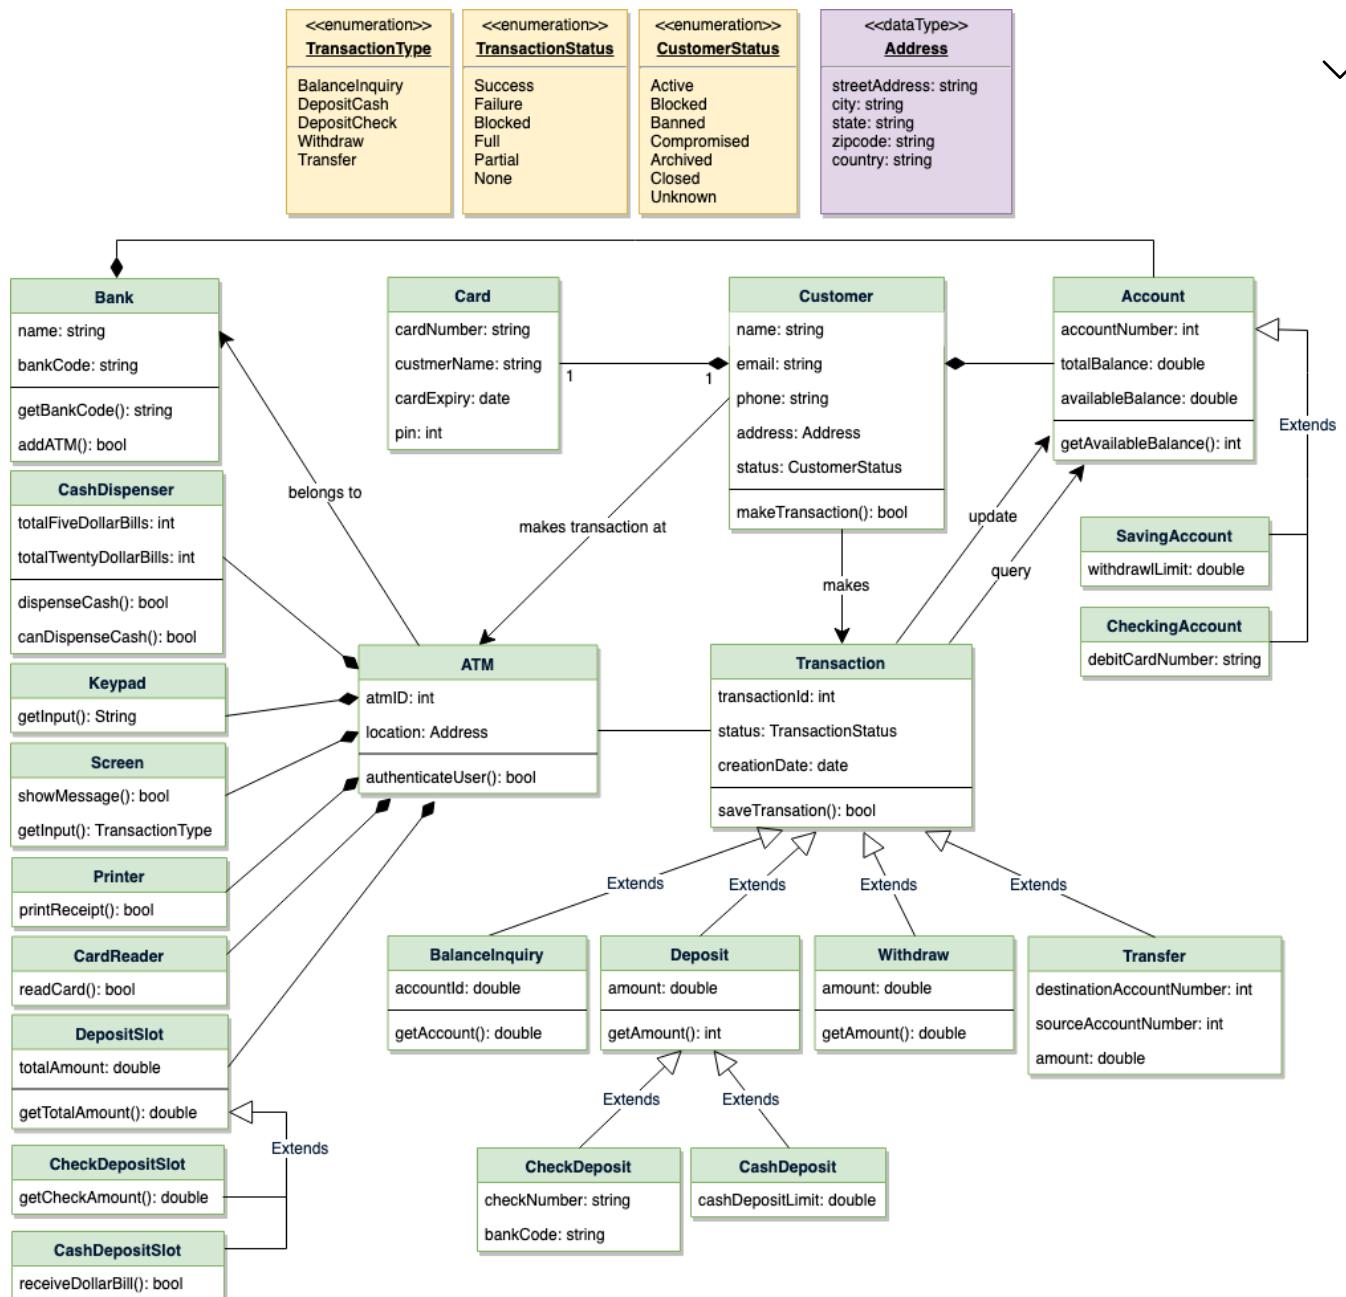 <<enumeration>>
TransactionType
BalanceInquiry
DepositCash
DepositCheck
Withdraw
Transfer
<<enumeration>>
TransactionStatus
Success
Failure
Blocked
Full
Partial
None
<<enumeration>>
CustomerStatus
Active
Blocked
Banned
Compromised
Archived
Closed
Unknown
<<dataType>>
Address
streetAddress: string
city: string
state: string
zipcode: string
country: string
Bank
name: string
bankCode: string
getBankCode(): string
addATM(): bool
Card
cardNumber: string
custmerName: string
cardExpiry: date
pin: int
1
1
Customer
name: string
email: string
phone: string
address: Address
status: CustomerStatus
makeTransaction(): bool
Account
accountNumber: int
totalBalance: double
availableBalance: double
getAvailableBalance(): int
Extends
SavingAccount
withdrawlLimit: double
CheckingAccount
debitCardNumber: string
belongs to
makes transaction at
makes
update
query
CashDispenser
totalFiveDollarBills: int
totalTwentyDollarBills: int
dispenseCash(): bool
canDispenseCash(): bool
Keypad
getInput(): String
Screen
showMessage(): bool
getInput(): TransactionType
Printer
printReceipt(): bool
CardReader
readCard(): bool
DepositSlot
totalAmount: double
getTotalAmount(): double
Extends
CheckDepositSlot
getCheckAmount(): double
CashDepositSlot
receiveDollarBill(): bool
ATM
atmID: int
location: Address
authenticateUser(): bool
Transaction
transactionId: int
status: TransactionStatus
creationDate: date
saveTransation(): bool
Extends
Extends
Extends
Extends
BalanceInquiry
accountId: double
getAccount(): double
Deposit
amount: double
getAmount(): int
Withdraw
amount: double
getAmount(): double
Transfer
destinationAccountNumber: int
sourceAccountNumber: int
amount: double
Extends
Extends
CheckDeposit
checkNumber: string
bankCode: string
CashDeposit
cashDepositLimit: double